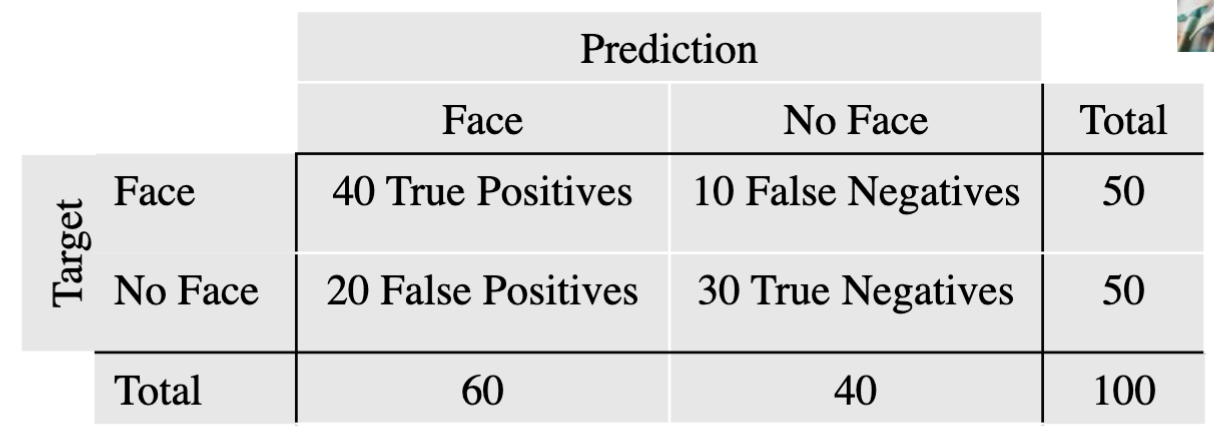 Prediction
Face No Face Total
Target
Face 40 True Positives 10 False Negatives 50
No Face 20 False Positives 30 True Negatives 50
Total 60 40 100